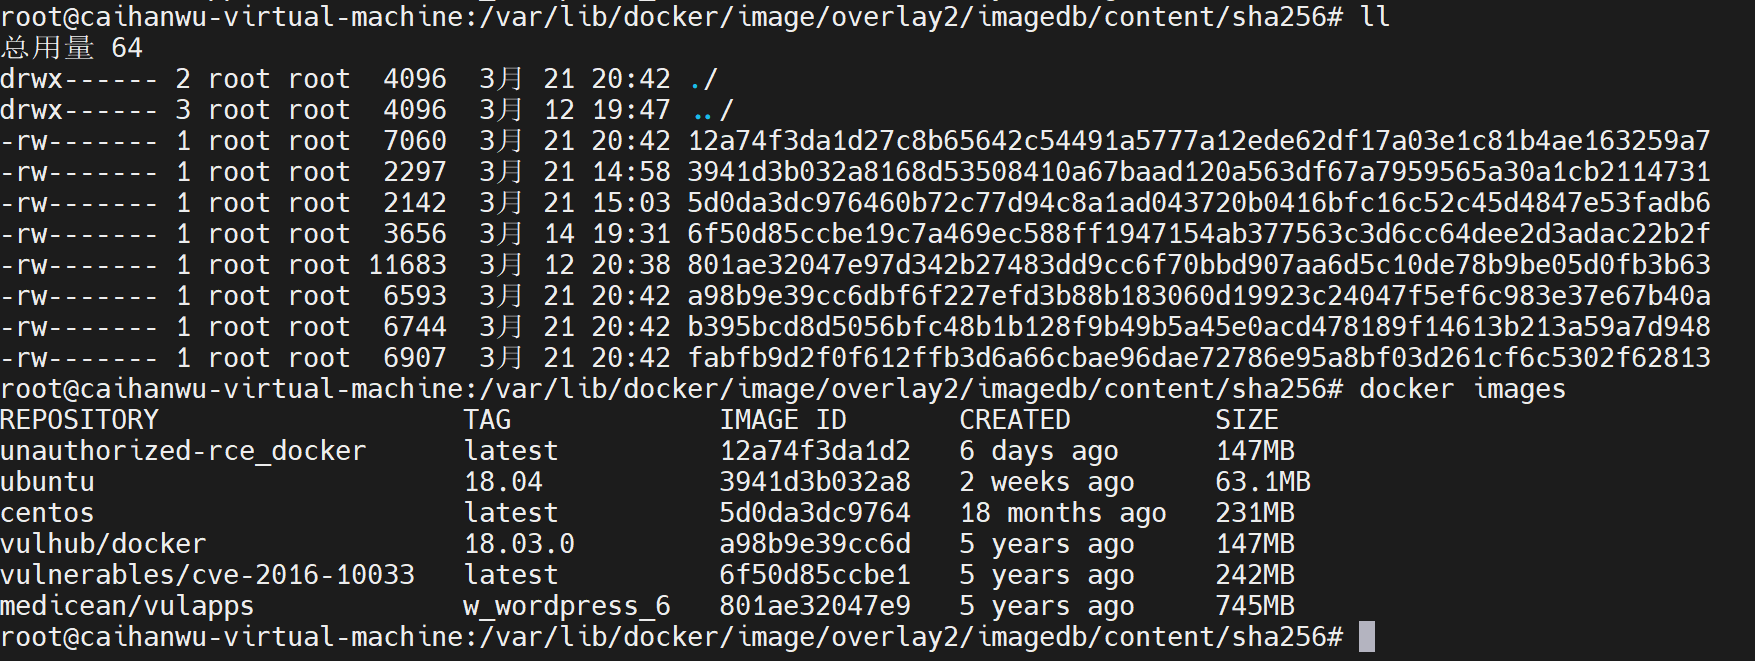 root@caihanwu-virtual-machine:/var/lib/docker/image/overlay2/imagedb/content/sha256# ll
总用量 64
drwx------ 2 root root  4096  3月 21 20:42 ./
drwx------ 3 root root  4096  3月 12 19:47 ../
-rw------- 1 root root  7060  3月 21 20:42 12a74f3da1d27c8b65642c54491a5777a12ede62df17a03e1c81b4ae163259a7
-rw------- 1 root root  2297  3月 21 14:58 3941d3b032a8168d53508410a67baad120a563df67a7959565a30a1cb2114731
-rw------- 1 root root  2142  3月 21 15:03 5d0da3dc976460b72c77d94c8a1ad043720b0416bfc16c52c45d4847e53fadb6
-rw------- 1 root root  3656  3月 14 19:31 6f50d85ccbe19c7a469ec588ff1947154ab377563c3d6cc64dee2d3adac22b2f
-rw------- 1 root root 11683  3月 12 20:38 801ae32047e97d342b27483dd9cc6f70bbd907aa6d5c10de78b9be05d0fb3b63
-rw------- 1 root root  6593  3月 21 20:42 a98b9e39cc6dbf6f227efd3b88b183060d19923c24047f5ef6c983e37e67b40a
-rw------- 1 root root  6744  3月 21 20:42 b395bcd8d5056bfc48b1b128f9b49b5a45e0acd478189f14613b213a59a7d948
-rw------- 1 root root  6907  3月 21 20:42 fabfb9d2f0f612ffb3d6a66cbae96dae72786e95a8bf03d261cf6c5302f62813
root@caihanwu-virtual-machine:/var/lib/docker/image/overlay2/imagedb/content/sha256# docker images
REPOSITORY                   TAG             IMAGE ID       CREATED         SIZE
unauthorized-rce_docker      latest          12a74f3da1d2   6 days ago      147MB
ubuntu                       18.04           3941d3b032a8   2 weeks ago     63.1MB
centos                       latest          5d0da3dc9764   18 months ago   231MB
vulhub/docker                18.03.0         a98b9e39cc6d   5 years ago     147MB
vulnerables/cve-2016-10033   latest          6f50d85ccbe1   5 years ago     242MB
medicean/vulapps             w_wordpress_6   801ae32047e9   5 years ago     745MB
root@caihanwu-virtual-machine:/var/lib/docker/image/overlay2/imagedb/content/sha256#